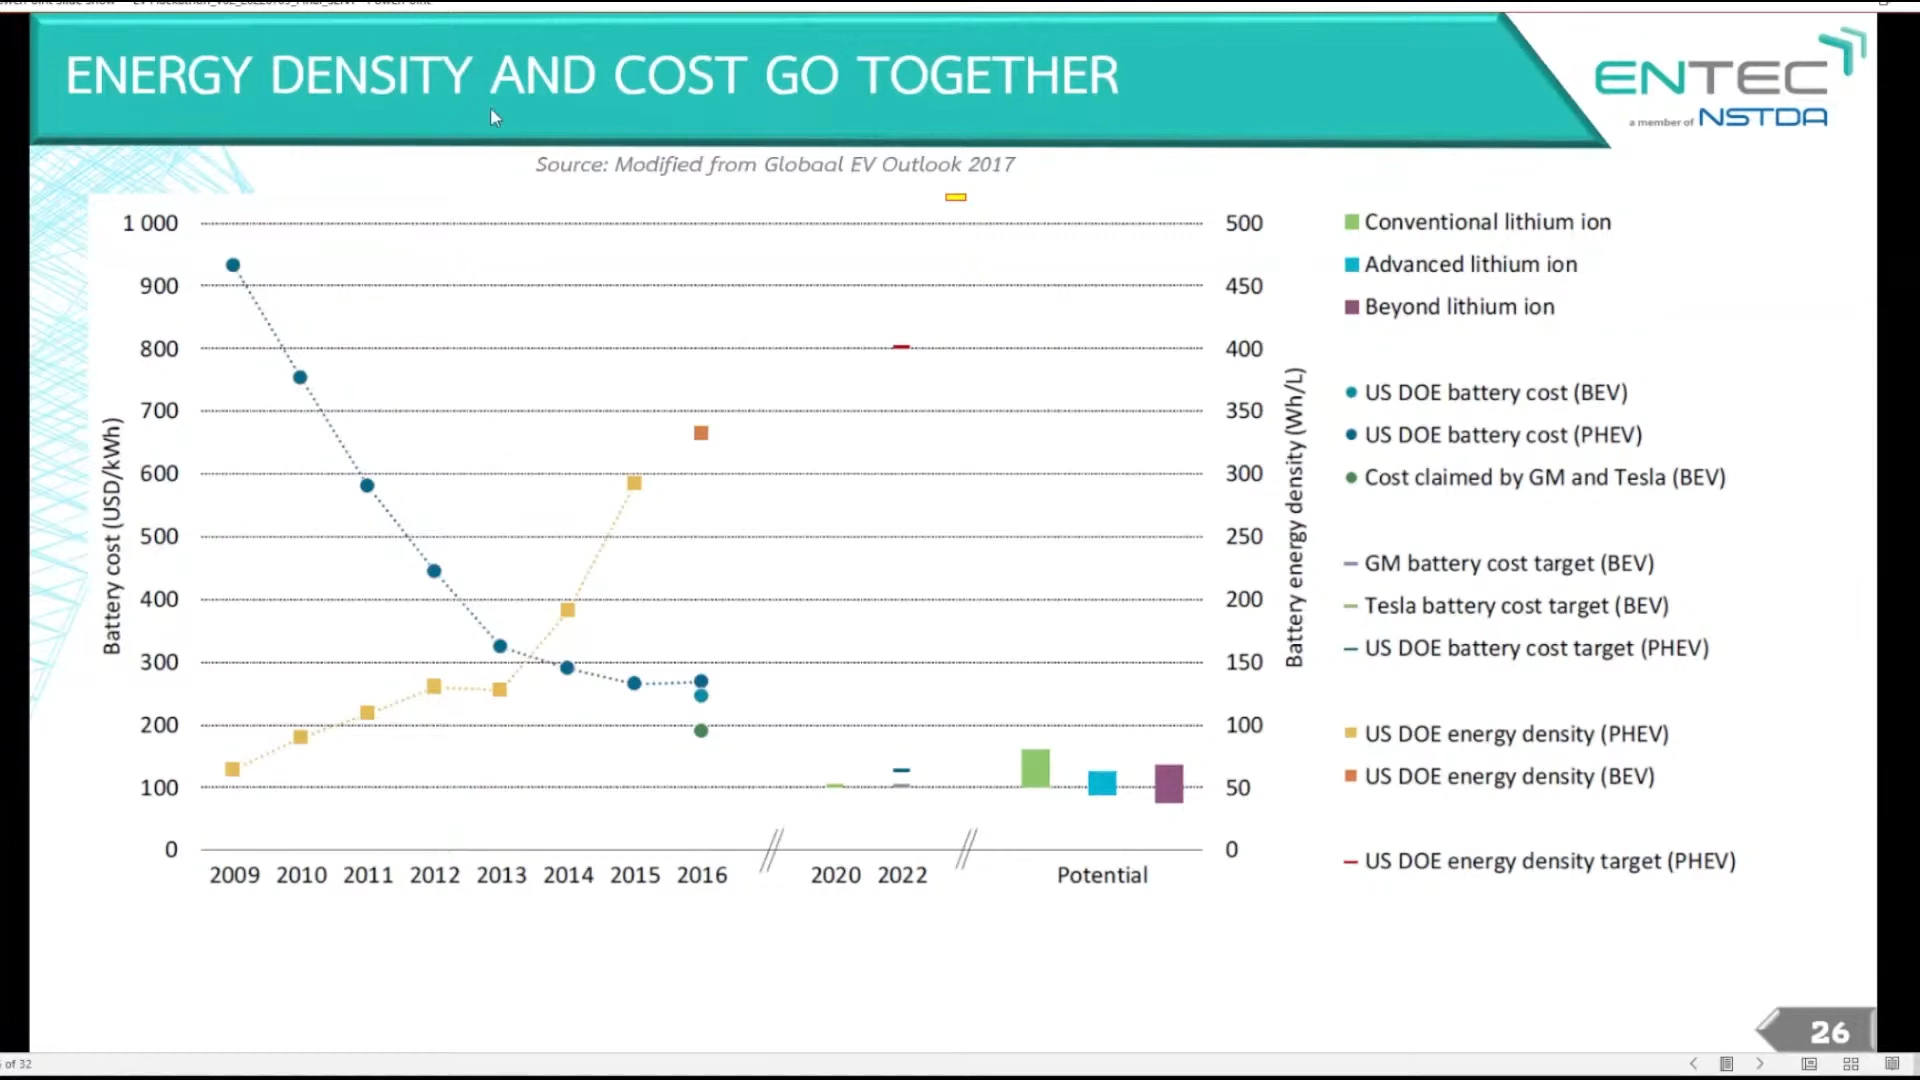 ENERGY DENSITY AND COST GO TOGETHER
ENTEC
a member of NSTDA
Source: Modified from Globaal EV Outlook 2017
1 000
900
800
700
600
500
400
300
200
100
0
Battery cost (USD/kWh)
500
450
400
350
300
250
200
150
100
50
0
Battery energy density (Wh/L)
2009 2010 2011 2012 2013 2014 2015 2016 2020 2022 Potential
Conventional lithium ion
Advanced lithium ion
Beyond lithium ion
US DOE battery cost (BEV)
US DOE battery cost (PHEV)
Cost claimed by GM and Tesla (BEV)
GM battery cost target (BEV)
Tesla battery cost target (BEV)
US DOE battery cost target (PHEV)
US DOE energy density (PHEV)
US DOE energy density (BEV)
US DOE energy density target (PHEV)
26
of 32